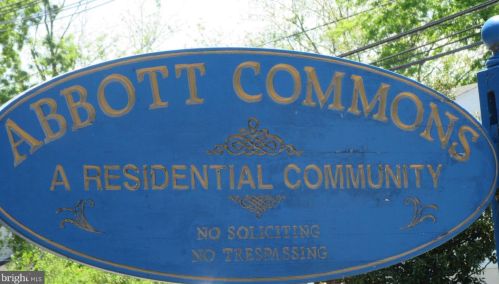 ABBOTT COMMONS
A RESIDENTIAL COMMUNITY
NO SOLICITING
NO TRESPASSING
bright MLS